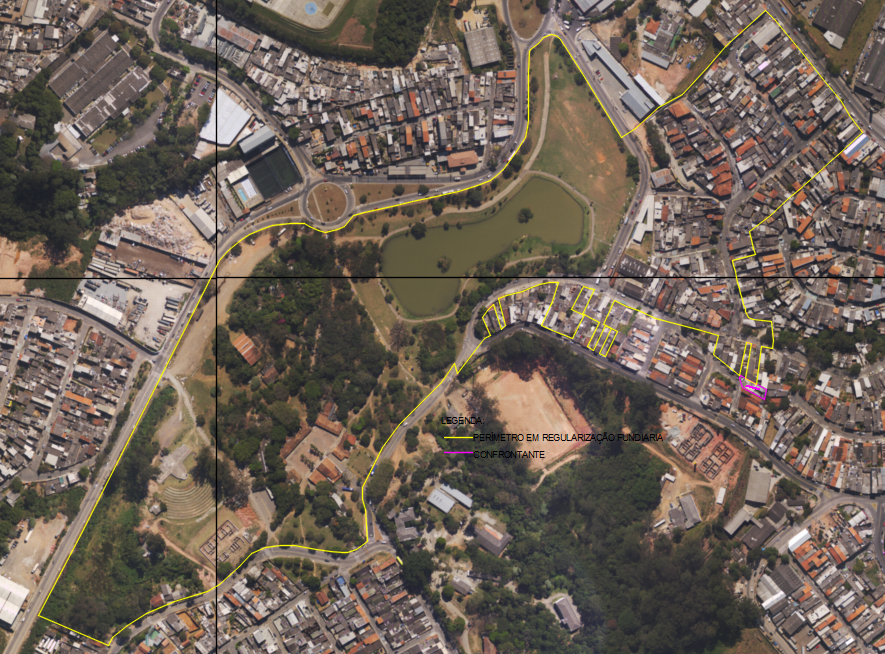 LEGENDA:
PERÍMETRO EM REGULARIZAÇÃO FUNDIÁRIA
CONFRONTANTE